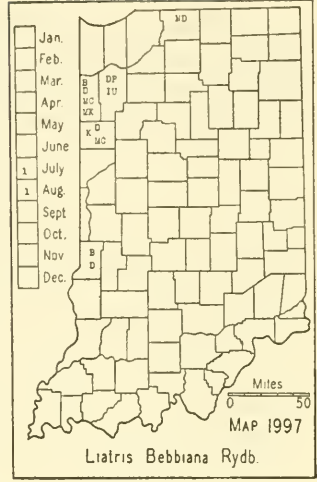 Jan.
Feb.
Mar.
Apr.
May
June
1 July
1 Aug.
Sept
Oct.
Nov
Dec.
MD
B DP
D IU
MC
MK
K D
MC
B
D
Miles
0 50
MAP 1997
Liatris Bebbiana Rydb.